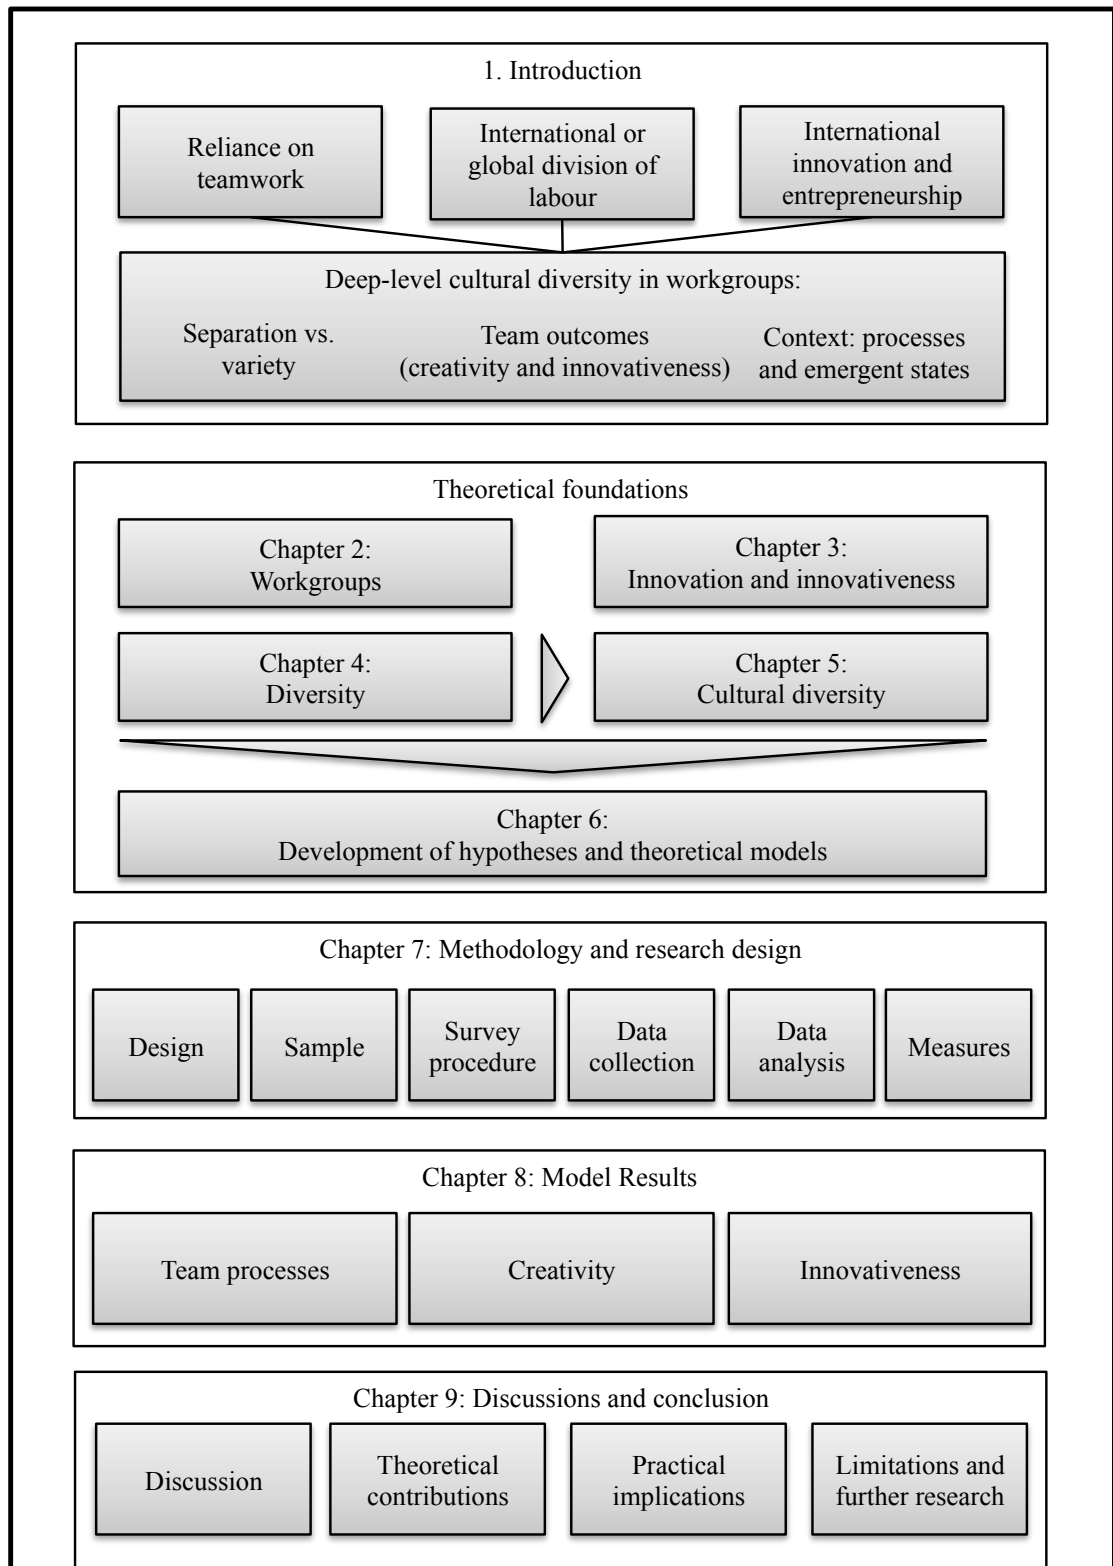 1. Introduction
Reliance on
teamwork
International or
global division of
labour
International
innovation and
entrepreneurship
Deep-level cultural diversity in workgroups:
Separation vs.
variety
Team outcomes
(creativity and innovativeness)
Context: processes
and emergent states
Theoretical foundations
Chapter 2:
Workgroups
Chapter 3:
Innovation and innovativeness
Chapter 4:
Diversity
Chapter 5:
Cultural diversity
Chapter 6:
Development of hypotheses and theoretical models
Chapter 7: Methodology and research design
Design
Sample
Survey
procedure
Data
collection
Data
analysis
Measures
Chapter 8: Model Results
Team processes
Creativity
Innovativeness
Chapter 9: Discussions and conclusion
Discussion
Theoretical
contributions
Practical
implications
Limitations and
further research